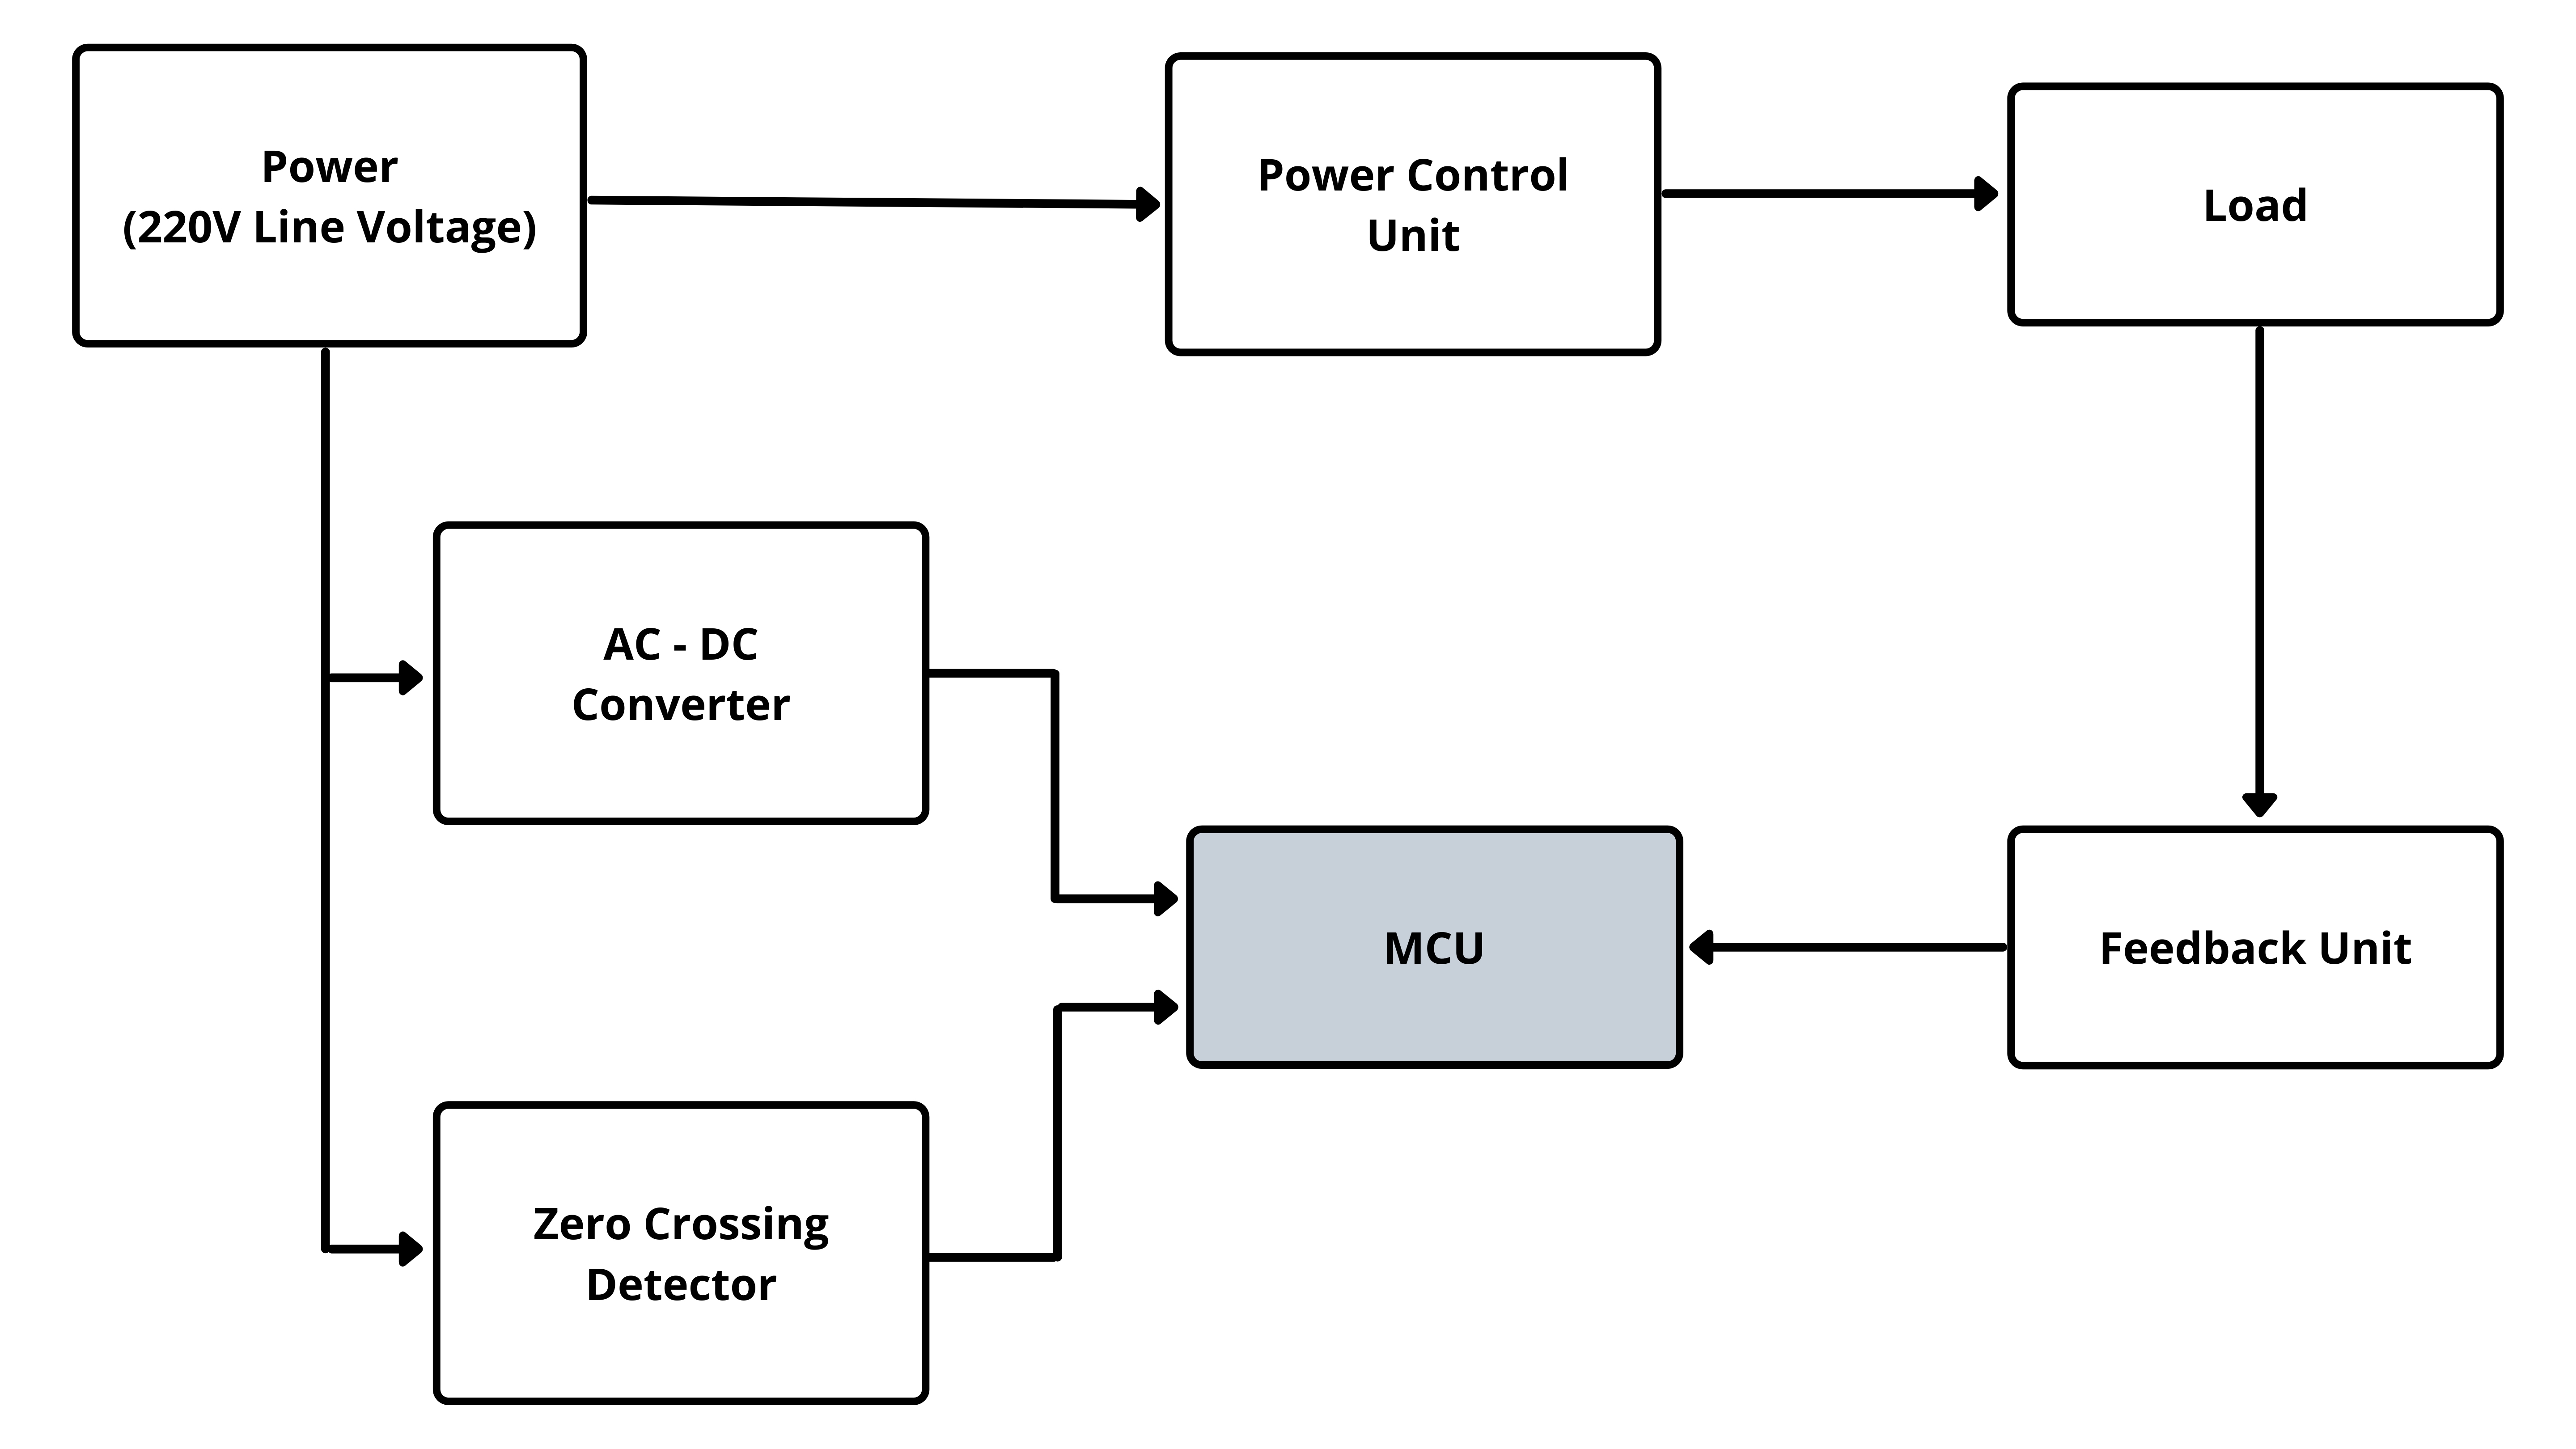 Power
(220V Line Voltage)
Power Control
Unit
Load
AC - DC
Converter
MCU
Feedback Unit
Zero Crossing
Detector